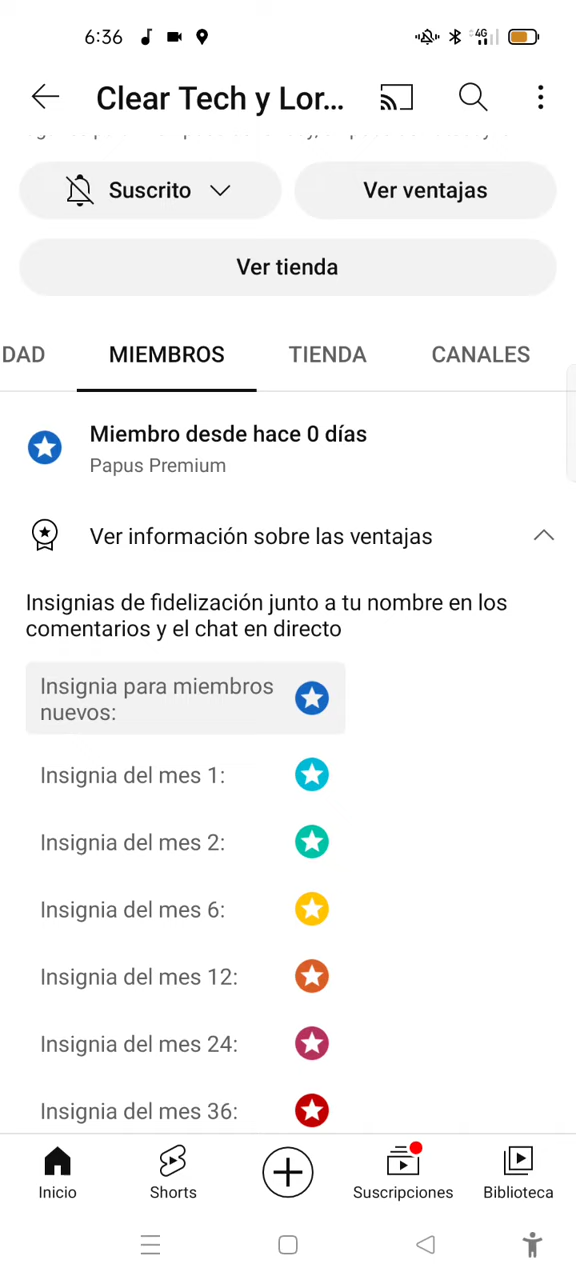 6:36
4G
Clear Tech y Lor...
Suscrito
Ver ventajas
Ver tienda
DAD
MIEMBROS
TIENDA
CANALES
Miembro desde hace 0 días
Papus Premium
Ver información sobre las ventajas
Insignias de fidelización junto a tu nombre en los
comentarios y el chat en directo
Insignia para miembros
nuevos:
Insignia del mes 1:
Insignia del mes 2:
Insignia del mes 6:
Insignia del mes 12:
Insignia del mes 24:
Insignia del mes 36:
Inicio
Shorts
Suscripciones
Biblioteca